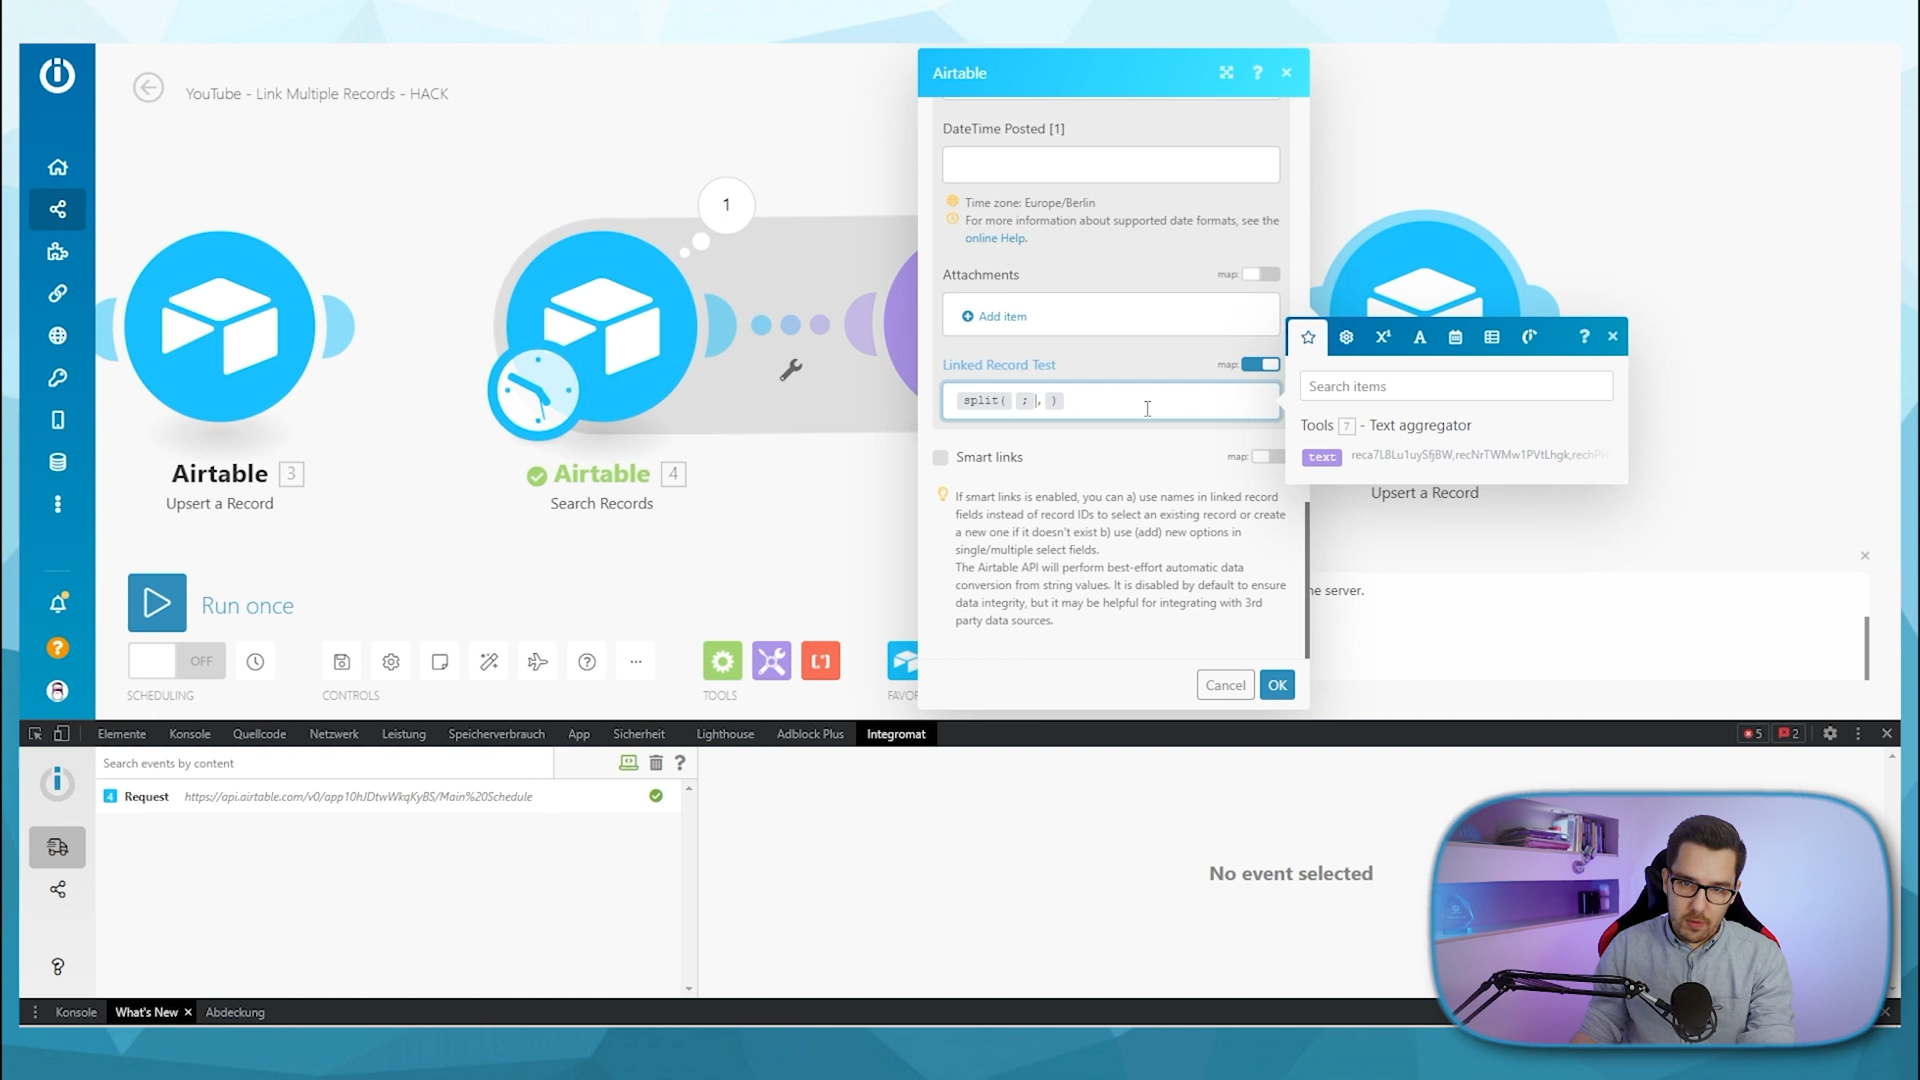 YouTube - Link Multiple Records - HACK
Airtable 3
Upsert a Record
1
Airtable 4
Search Records
Upsert a Record
Run once
OFF
SCHEDULING
CONTROLS
TOOLS
he server.
Airtable
DateTime Posted [1]
Time zone: Europe/Berlin
For more information about supported date formats, see the
online Help.
Attachments
map:
Add item
Linked Record Test
map:
split( ; , )
Smart links
map:
If smart links is enabled, you can a) use names in linked record
fields instead of record IDs to select an existing record or create
a new one if it doesn't exist b) use (add) new options in
single/multiple select fields.
The Airtable API will perform best-effort automatic data
conversion from string values. It is disabled by default to ensure
data integrity, but it may be helpful for integrating with 3rd
party data sources.
Cancel
OK
Search items
Tools 7 - Text aggregator
text
Elemente Konsole Quellcode Netzwerk Leistung Speicherverbrauch App Sicherheit Lighthouse Adblock Plus Integromat 5 2
Search events by content
4 Request https://api.airtable.com/v0/app10hJDtwWkqKyBS/Main%20Schedule
No event selected
Konsole What's New Abdeckung